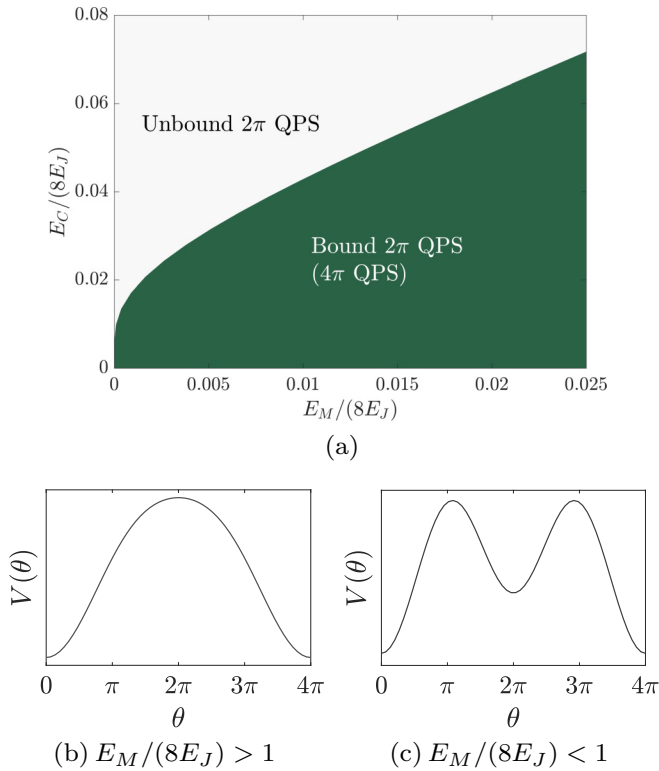 0.08
0.06
0.04
0.02
0
E_C/(8E_J)
Unbound 2π QPS
Bound 2π QPS
(4π QPS)
0 0.005 0.01 0.015 0.02 0.025
E_M/(8E_J)
(a)
V(θ)
0 π 2π 3π 4π
θ
(b) E_M/(8E_J) > 1
V(θ)
0 π 2π 3π 4π
θ
(c) E_M/(8E_J) < 1